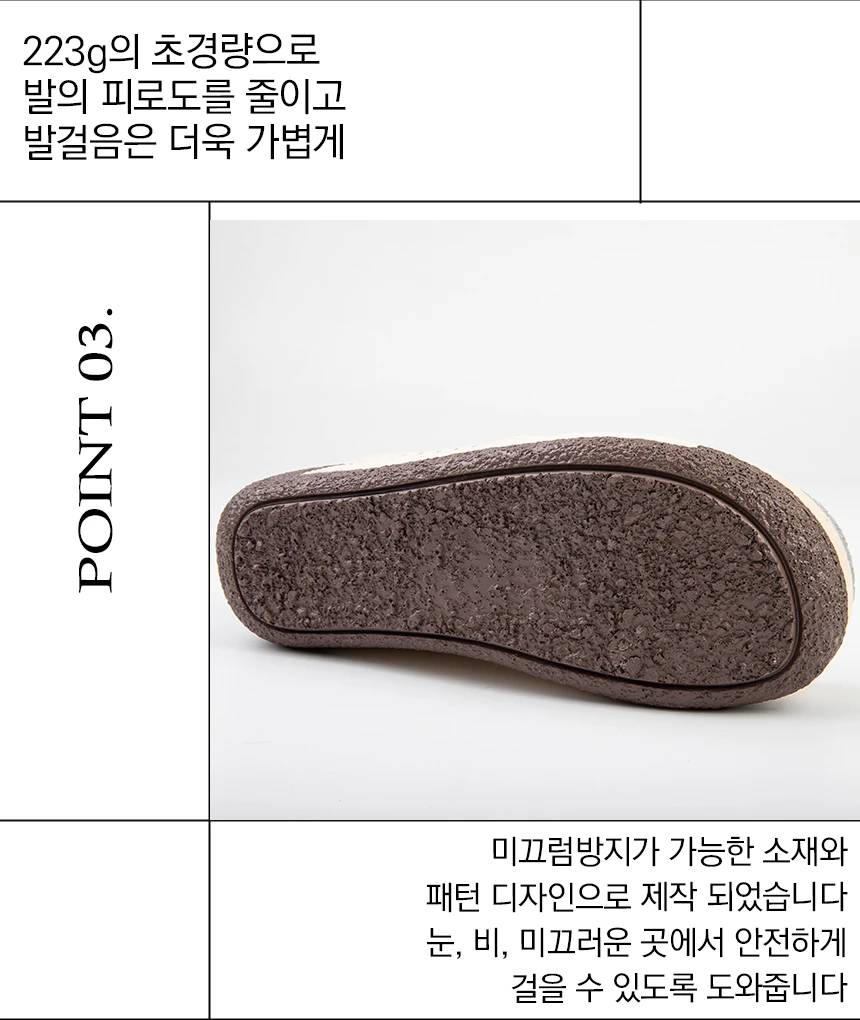 223g의 초경량으로
발의 피로도를 줄이고
발걸음은 더욱 가볍게
POINT 03.
미끄럼방지가 가능한 소재와
패턴 디자인으로 제작 되었습니다
눈, 비, 미끄러운 곳에서 안전하게
걸을 수 있도록 도와줍니다